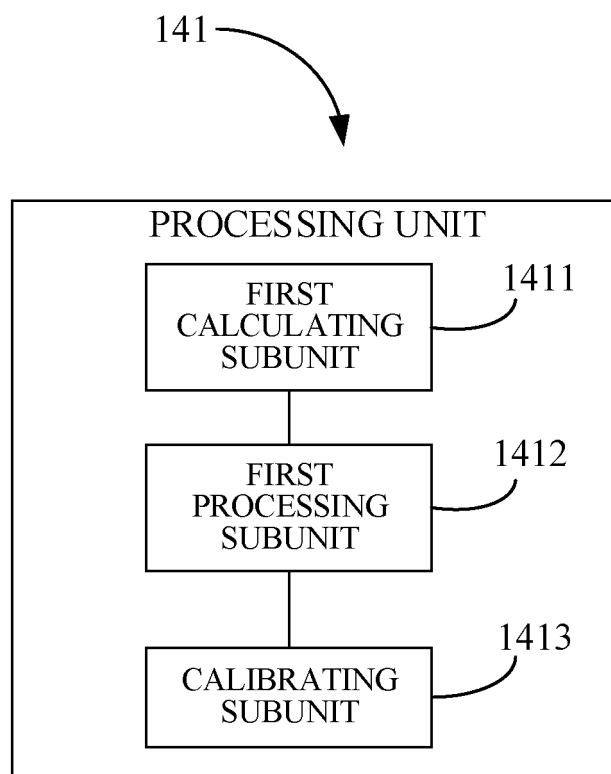 141
PROCESSING UNIT
FIRST
CALCULATING
SUBUNIT
1411
FIRST
PROCESSING
SUBUNIT
1412
CALIBRATING
SUBUNIT
1413